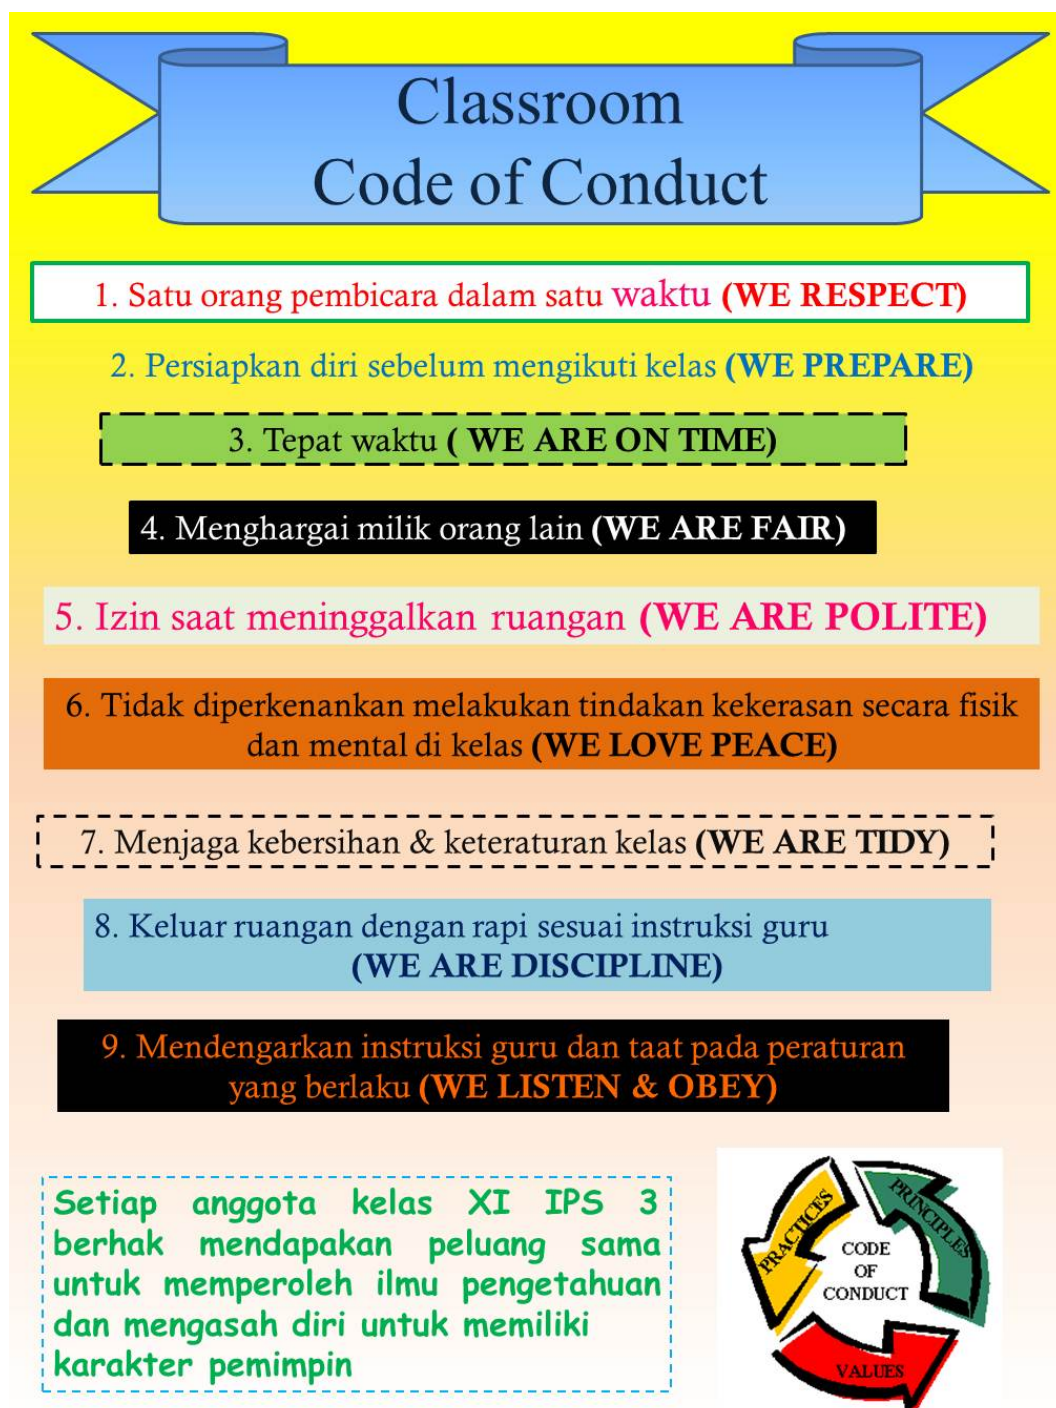 Classroom
Code of Conduct
1. Satu orang pembicara dalam satu waktu (WE RESPECT)
2. Persiapkan diri sebelum mengikuti kelas (WE PREPARE)
3. Tepat waktu ( WE ARE ON TIME)
4. Menghargai milik orang lain (WE ARE FAIR)
5. Izin saat meninggalkan ruangan (WE ARE POLITE)
6. Tidak diperkenankan melakukan tindakan kekerasan secara fisik
dan mental di kelas (WE LOVE PEACE)
7. Menjaga kebersihan & keteraturan kelas (WE ARE TIDY)
8. Keluar ruangan dengan rapi sesuai instruksi guru
(WE ARE DISCIPLINE)
9. Mendengarkan instruksi guru dan taat pada peraturan
yang berlaku (WE LISTEN & OBEY)
Setiap anggota kelas XI IPS 3
berhak mendapakan peluang sama
untuk memperoleh ilmu pengetahuan
dan mengasah diri untuk memiliki
karakter pemimpin
PRACTICES
PRINCIPLES
CODE
OF
CONDUCT
VALUES